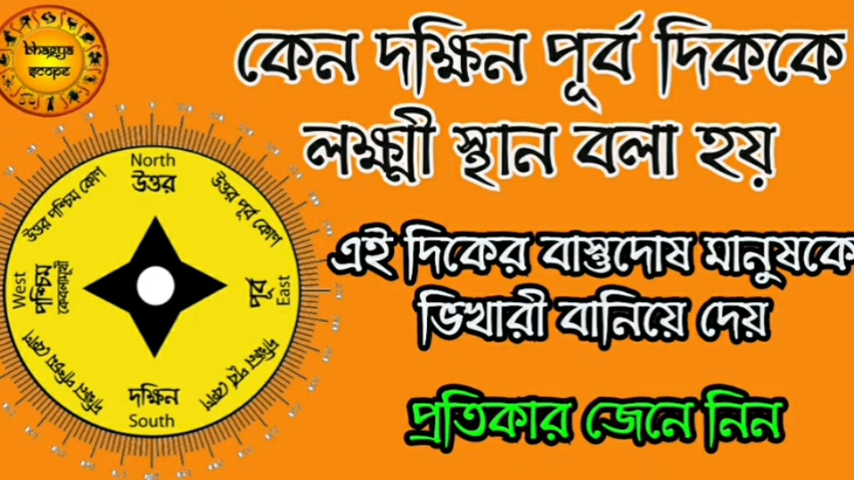 bhagya
scope
কেন দক্ষিন পূর্ব দিককে
লক্ষ্মী স্থান বলা হয়
এই দিকের বাস্তুদোষ মানুষকে
ভিখারী বানিয়ে দেয়
প্রতিকার জেনে নিন
North
উত্তর
উত্তর পশ্চিম কোণ
উত্তর পূর্ব কোণ
West
পশ্চিম
পূর্ব
East
দক্ষিণ পূর্ব কোণ
দক্ষিন
South